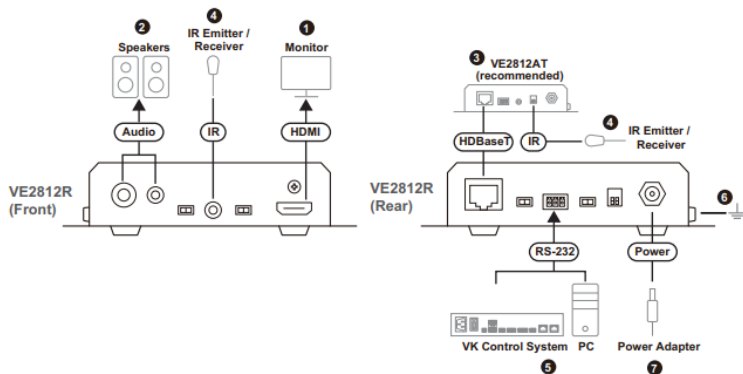 2
Speakers
4
IR Emitter /
Receiver
1
Monitor
Audio
IR
HDMI
VE2812R
(Front)
3
VE2812AT
(recommended)
HDBaseT
IR
4
IR Emitter /
Receiver
VE2812R
(Rear)
6
RS-232
Power
VK Control System
PC
Power Adapter
5
7